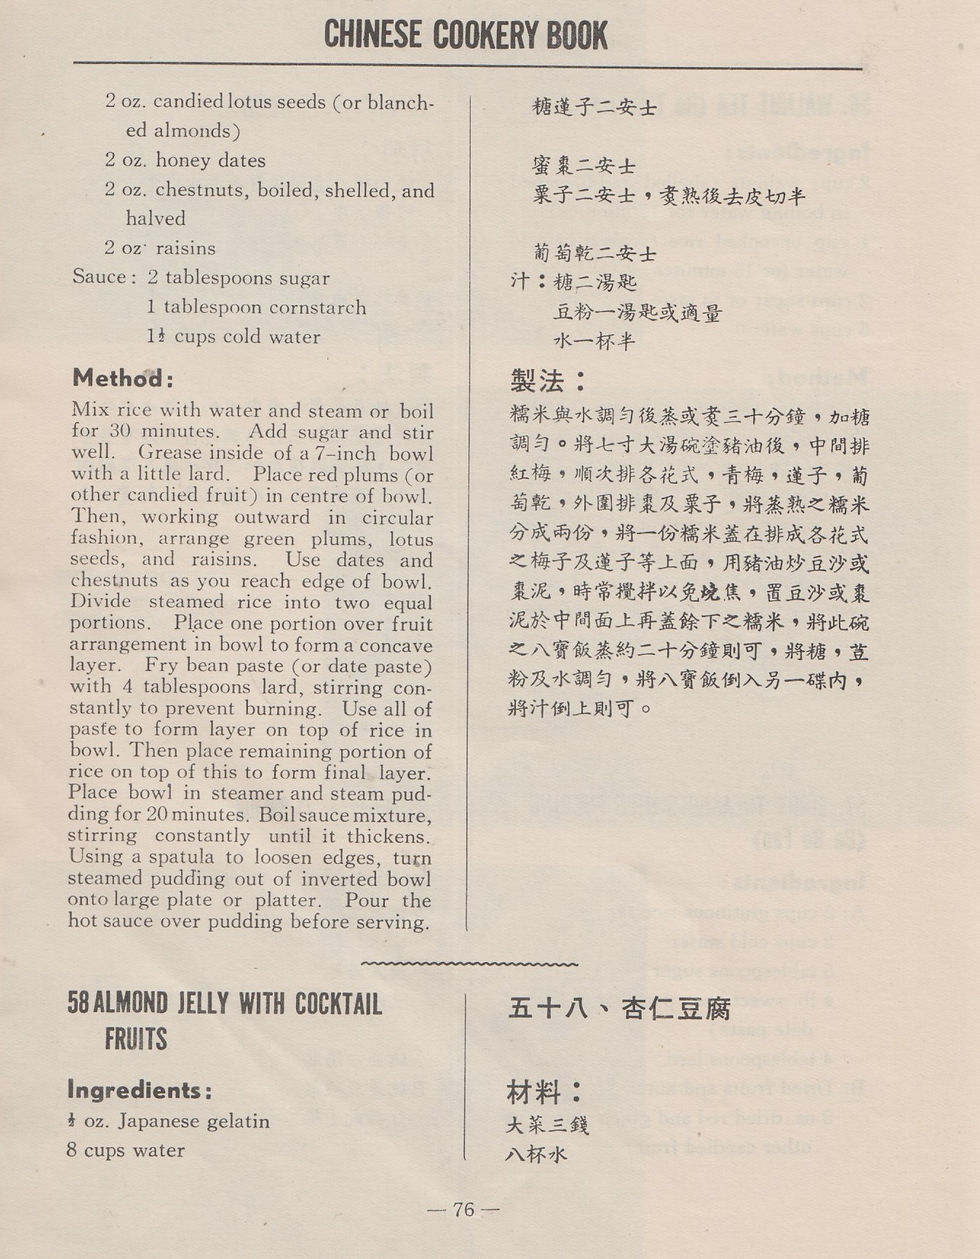 CHINESE COOKERY BOOK
2 oz. candied lotus seeds (or blanch-
ed almonds)
2 oz. honey dates
2 oz. chestnuts, boiled, shelled, and
halved
2 oz· raisins
Sauce : 2 tablespoons sugar
1 tablespoon cornstarch
1½ cups cold water
Method:
Mix rice with water and steam or boil
for 30 minutes. Add sugar and stir
well. Grease inside of a 7-inch bowl
with a little lard. Place red plums (or
other candied fruit) in centre of bowl.
Then, working outward in circular
fashion, arrange green plums, lotus
seeds, and raisins. Use dates and
chestnuts as you reach edge of bowl.
Divide steamed rice into two equal
portions. Place one portion over fruit
arrangement in bowl to form a concave
layer. Fry bean paste (or date paste)
with 4 tablespoons lard, stirring con-
stantly to prevent burning. Use all of
paste to form layer on top of rice in
bowl. Then place remaining portion of
rice on top of this to form final layer.
Place bowl in steamer and steam pud-
ding for 20 minutes. Boil sauce mixture,
stirring constantly until it thickens.
Using a spatula to loosen edges, turn
steamed pudding out of inverted bowl
onto large plate or platter. Pour the
hot sauce over pudding before serving.
糖蓮子二安士
蜜棗二安士
栗子二安士，煑熟後去皮切半
葡萄乾二安士
汁：糖二湯匙
豆粉一湯匙或適量
水一杯半
製法：
糯米與水調勻後蒸或煑三十分鐘，加糖
調勻。將七寸大湯碗塗豬油後，中間排
紅梅，順次排各花式，青梅，蓮子，葡
萄乾，外圍排棗及栗子，將蒸熟之糯米
分成兩份，將一份糯米蓋在排成各花式
之梅子及蓮子等上面，用豬油炒豆沙或
棗泥，時常攪拌以免燒焦，置豆沙或棗
泥於中間面上再蓋餘下之糯米，將此碗
之八寶飯蒸約二十分鐘則可，將糖，荳
粉及水調勻，將八寶飯倒入另一碟内，
將汁倒上則可。
58 ALMOND JELLY WITH COCKTAIL
FRUITS
Ingredients:
½ oz. Japanese gelatin
8 cups water
五十八、杏仁豆腐
材料：
大菜三錢
八杯水
— 76 —